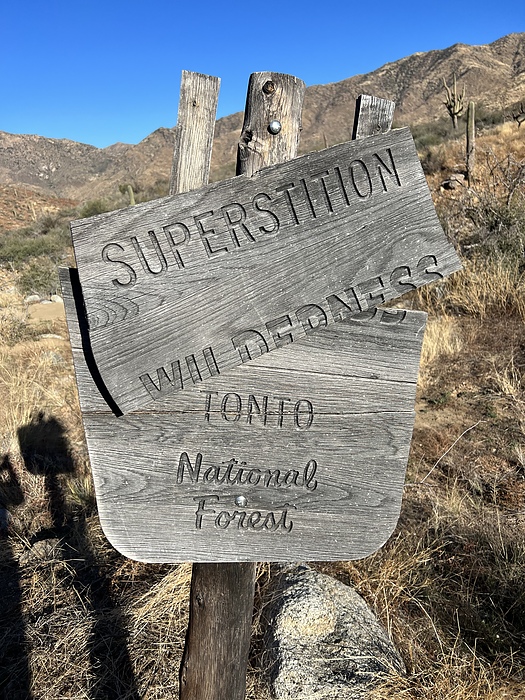 SUPERSTITION
WILDERNESS
TONTO
National
Forest